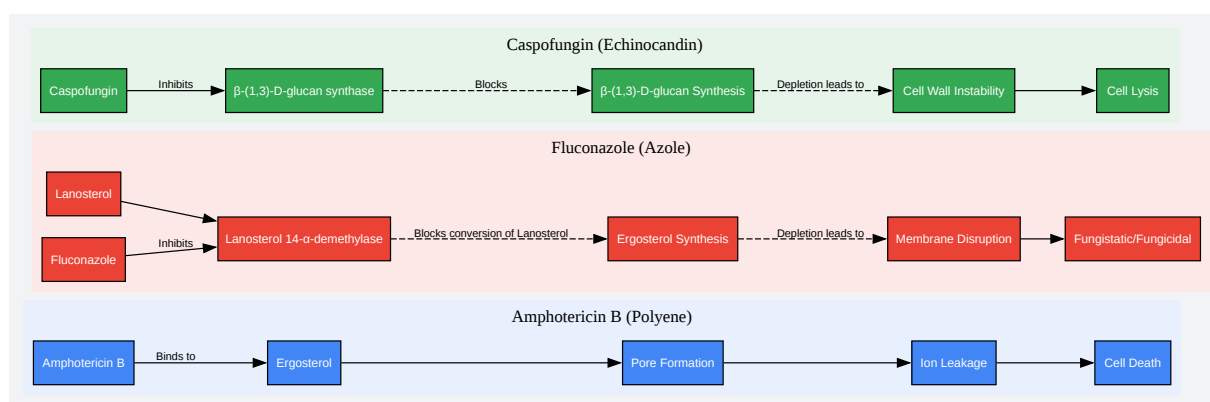 Caspofungin (Echinocandin)
Caspofungin
Inhibits
β-(1,3)-D-glucan synthase
Blocks
β-(1,3)-D-glucan Synthesis
Depletion leads to
Cell Wall Instability
Cell Lysis
Fluconazole (Azole)
Lanosterol
Fluconazole
Inhibits
Lanosterol 14-α-demethylase
Blocks conversion of Lanosterol
Ergosterol Synthesis
Depletion leads to
Membrane Disruption
Fungistatic/Fungicidal
Amphotericin B (Polyene)
Amphotericin B
Binds to
Ergosterol
Pore Formation
Ion Leakage
Cell Death